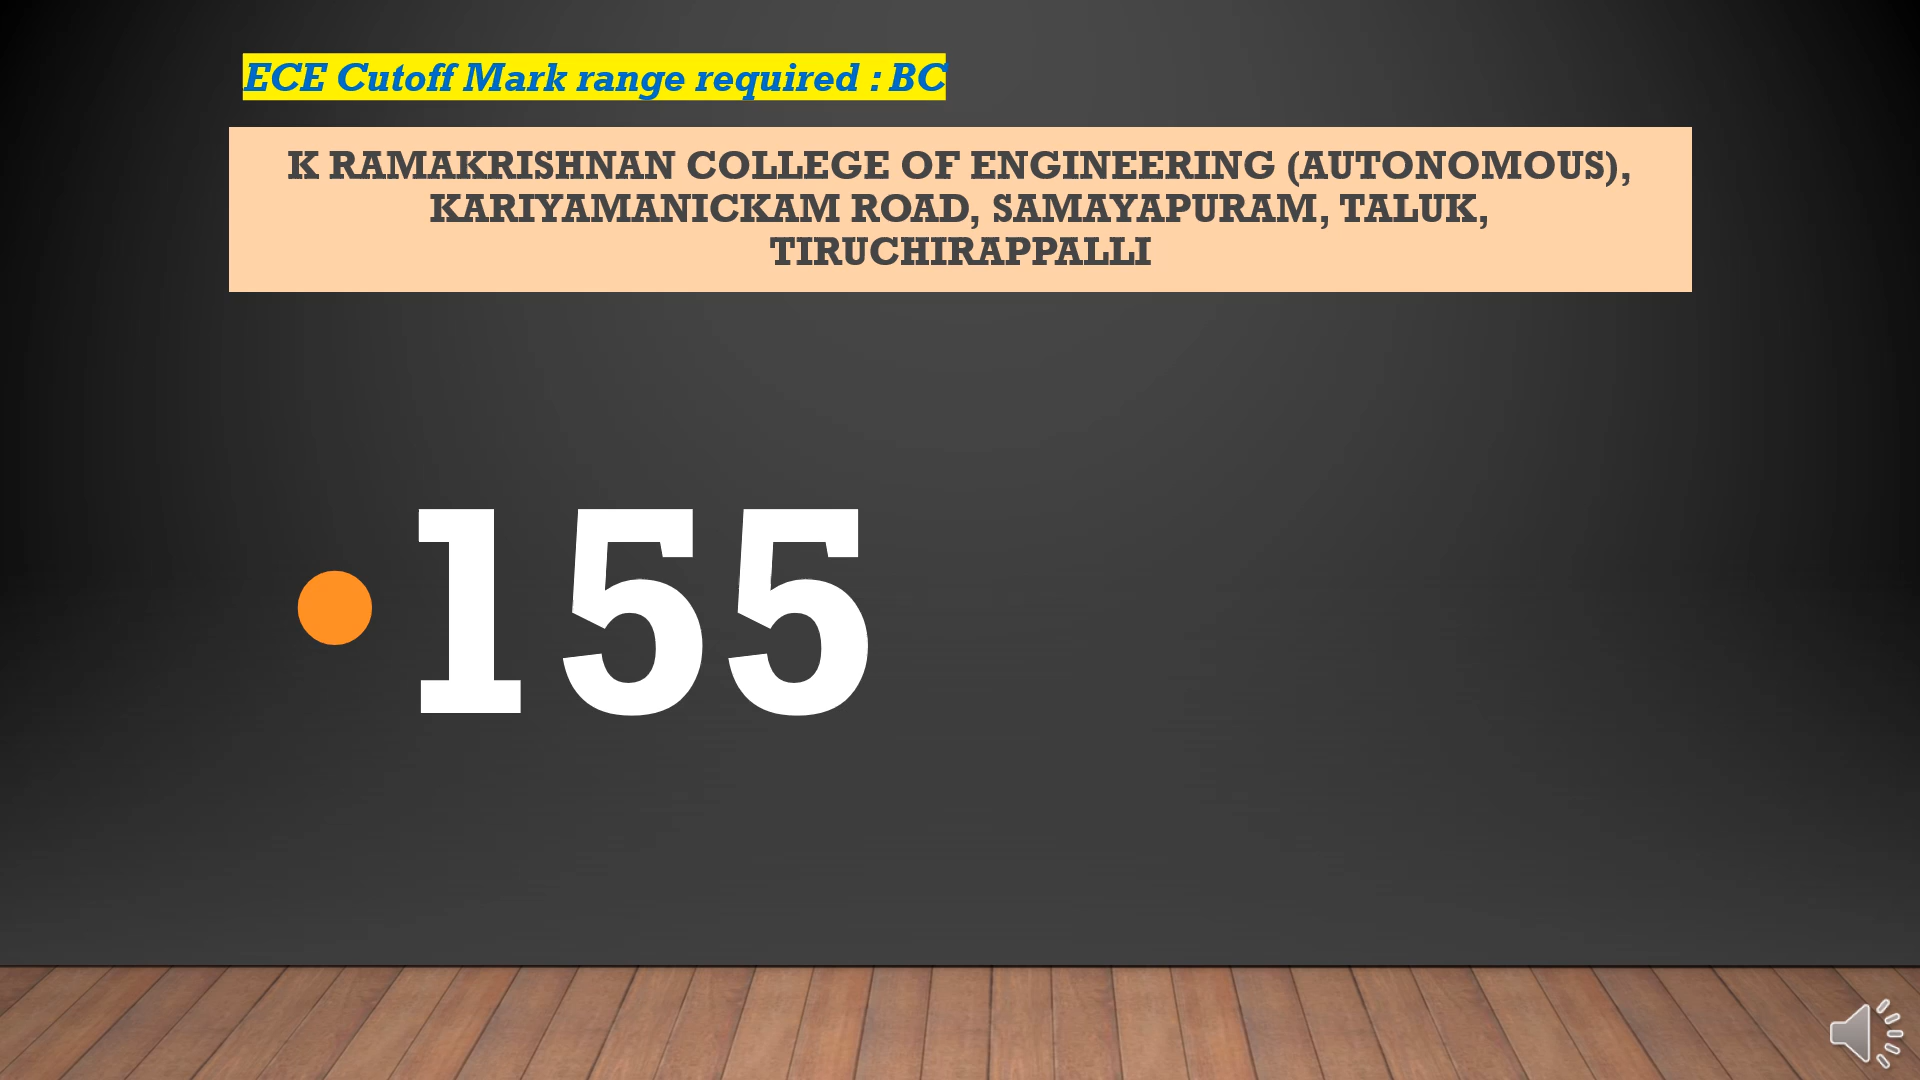 ECE Cutoff Mark range required : BC
K RAMAKRISHNAN COLLEGE OF ENGINEERING (AUTONOMOUS),
KARIYAMANICKAM ROAD, SAMAYAPURAM, TALUK,
TIRUCHIRAPPALLI
•155